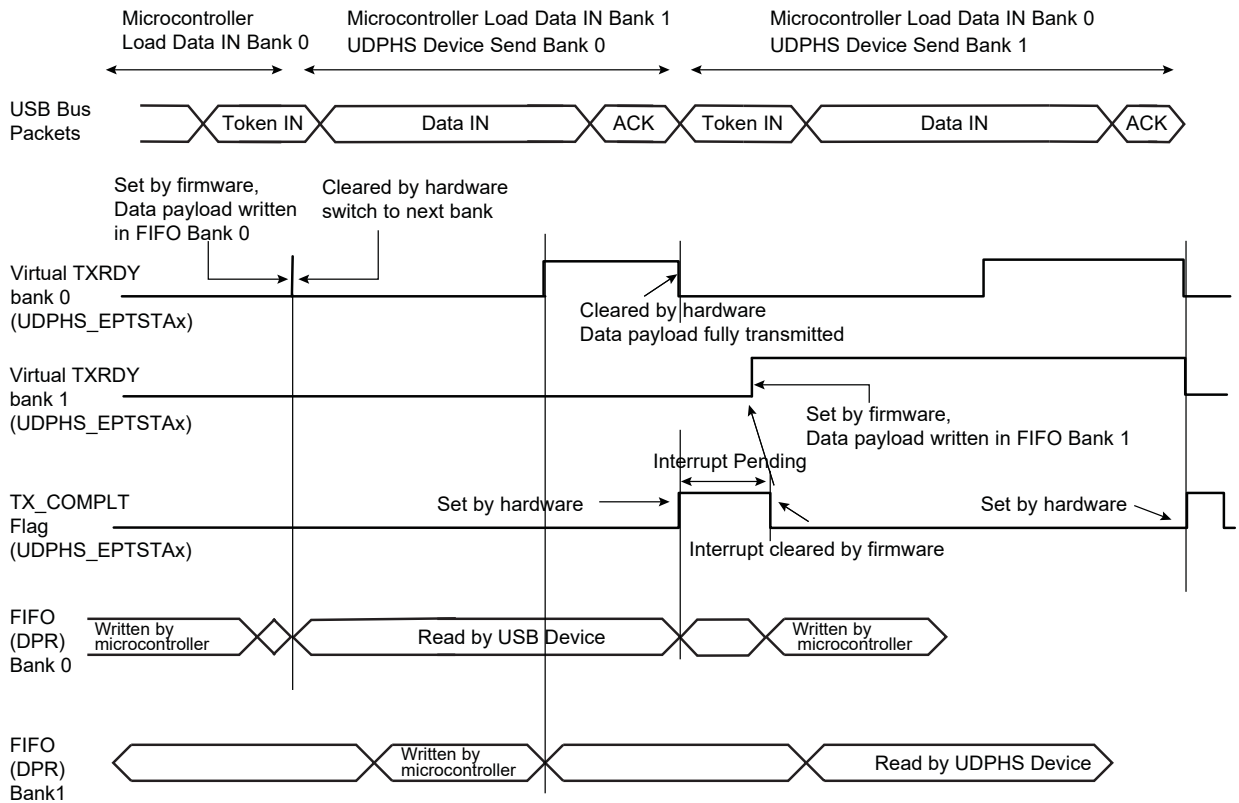 Microcontroller
Load Data IN Bank 0
Microcontroller Load Data IN Bank 1
UDPHS Device Send Bank 0
Microcontroller Load Data IN Bank 0
UDPHS Device Send Bank 1
USB Bus
Packets
Token IN
Data IN
ACK
Token IN
Data IN
ACK
Set by firmware,
Data payload written
in FIFO Bank 0
Cleared by hardware
switch to next bank
Virtual TXRDY
bank 0
(UDPHS_EPTSTAx)
Cleared by hardware
Data payload fully transmitted
Virtual TXRDY
bank 1
(UDPHS_EPTSTAx)
Set by firmware,
Data payload written in FIFO Bank 1
Interrupt Pending
TX_COMPLT
Flag
(UDPHS_EPTSTAx)
Set by hardware
Set by hardware
Interrupt cleared by firmware
FIFO
(DPR)
Bank 0
Written by
microcontroller
Read by USB Device
Written by
microcontroller
FIFO
(DPR)
Bank1
Written by
microcontroller
Read by UDPHS Device